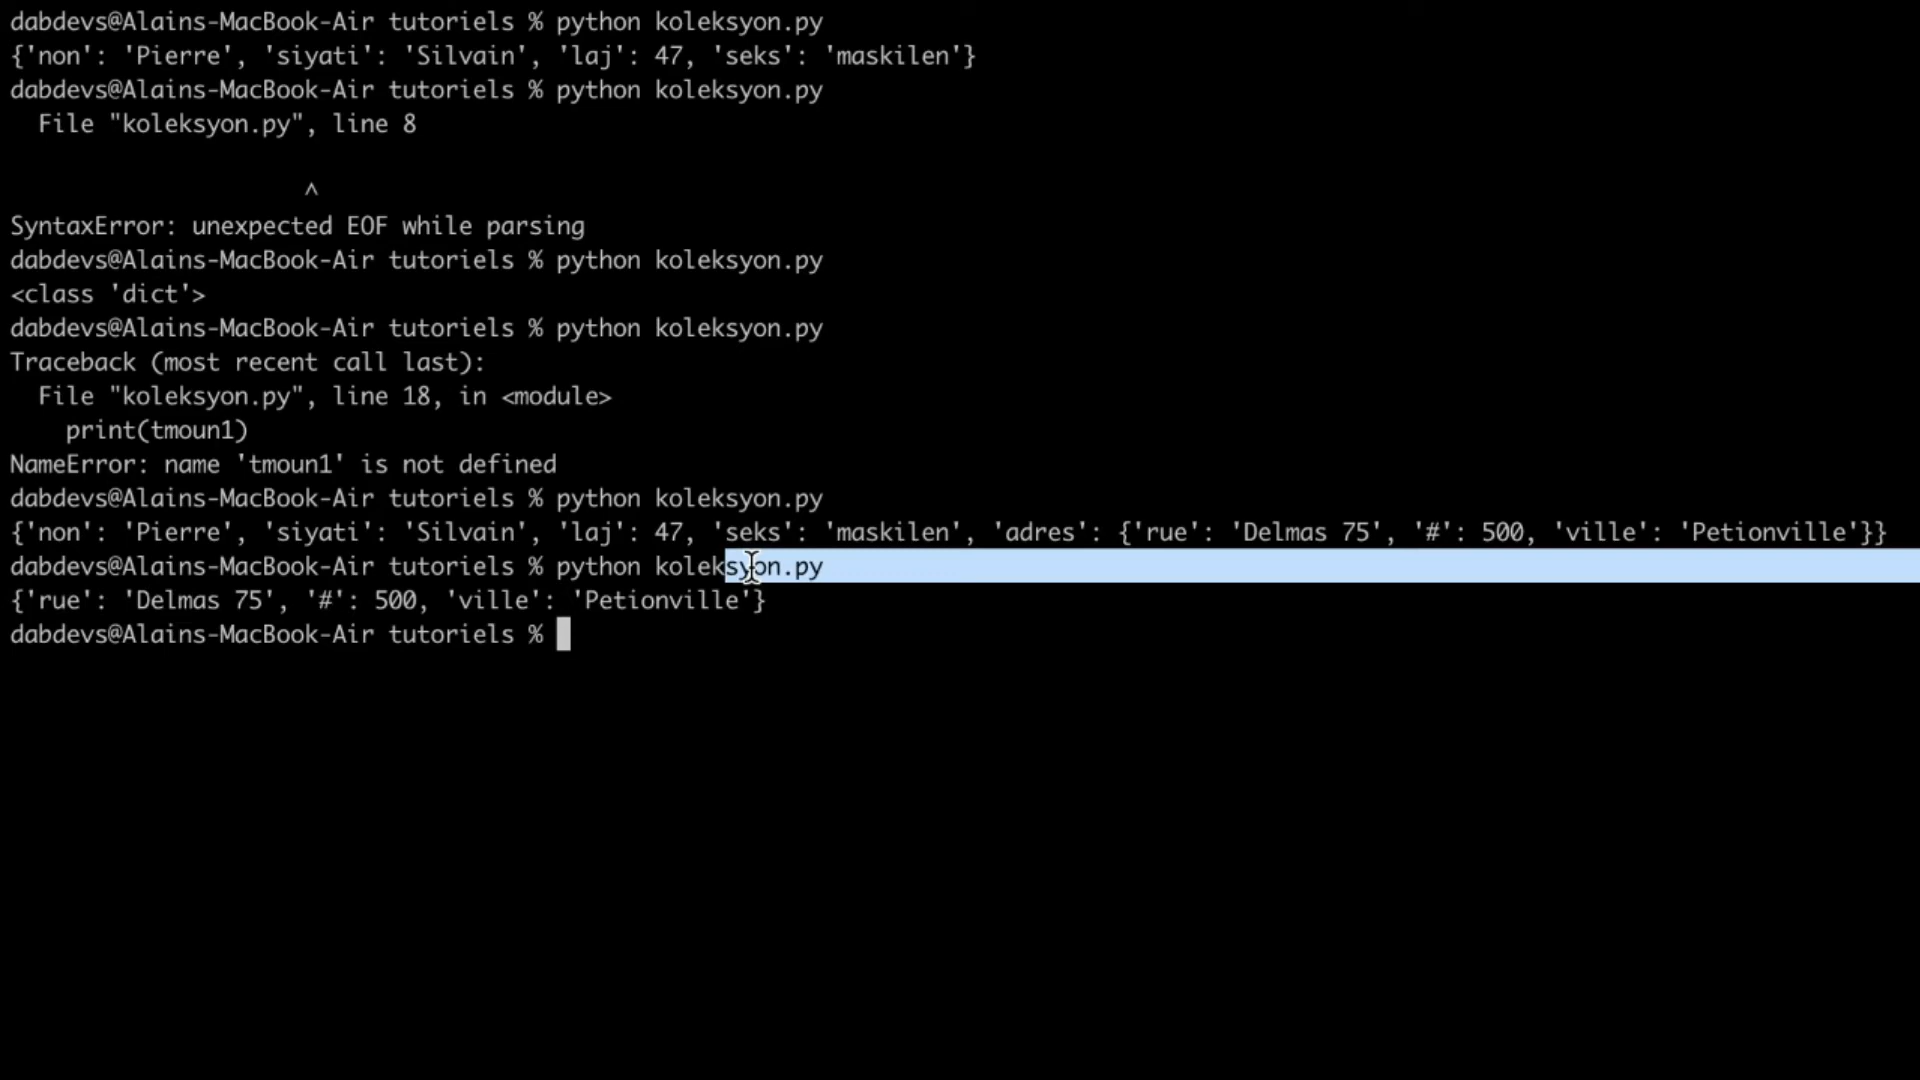 dabdevs@Alains-MacBook-Air tutoriels % python koleksyon.py
{'non': 'Pierre', 'siyati': 'Silvain', 'laj': 47, 'seks': 'maskilen'}
dabdevs@Alains-MacBook-Air tutoriels % python koleksyon.py
  File "koleksyon.py", line 8
                     ^
SyntaxError: unexpected EOF while parsing
dabdevs@Alains-MacBook-Air tutoriels % python koleksyon.py
<class 'dict'>
dabdevs@Alains-MacBook-Air tutoriels % python koleksyon.py
Traceback (most recent call last):
  File "koleksyon.py", line 18, in <module>
    print(tmoun1)
NameError: name 'tmoun1' is not defined
dabdevs@Alains-MacBook-Air tutoriels % python koleksyon.py
{'non': 'Pierre', 'siyati': 'Silvain', 'laj': 47, 'seks': 'maskilen', 'adres': {'rue': 'Delmas 75', '#': 500, 'ville': 'Petionville'}}
dabdevs@Alains-MacBook-Air tutoriels % python koleksyon.py
{'rue': 'Delmas 75', '#': 500, 'ville': 'Petionville'}
dabdevs@Alains-MacBook-Air tutoriels %